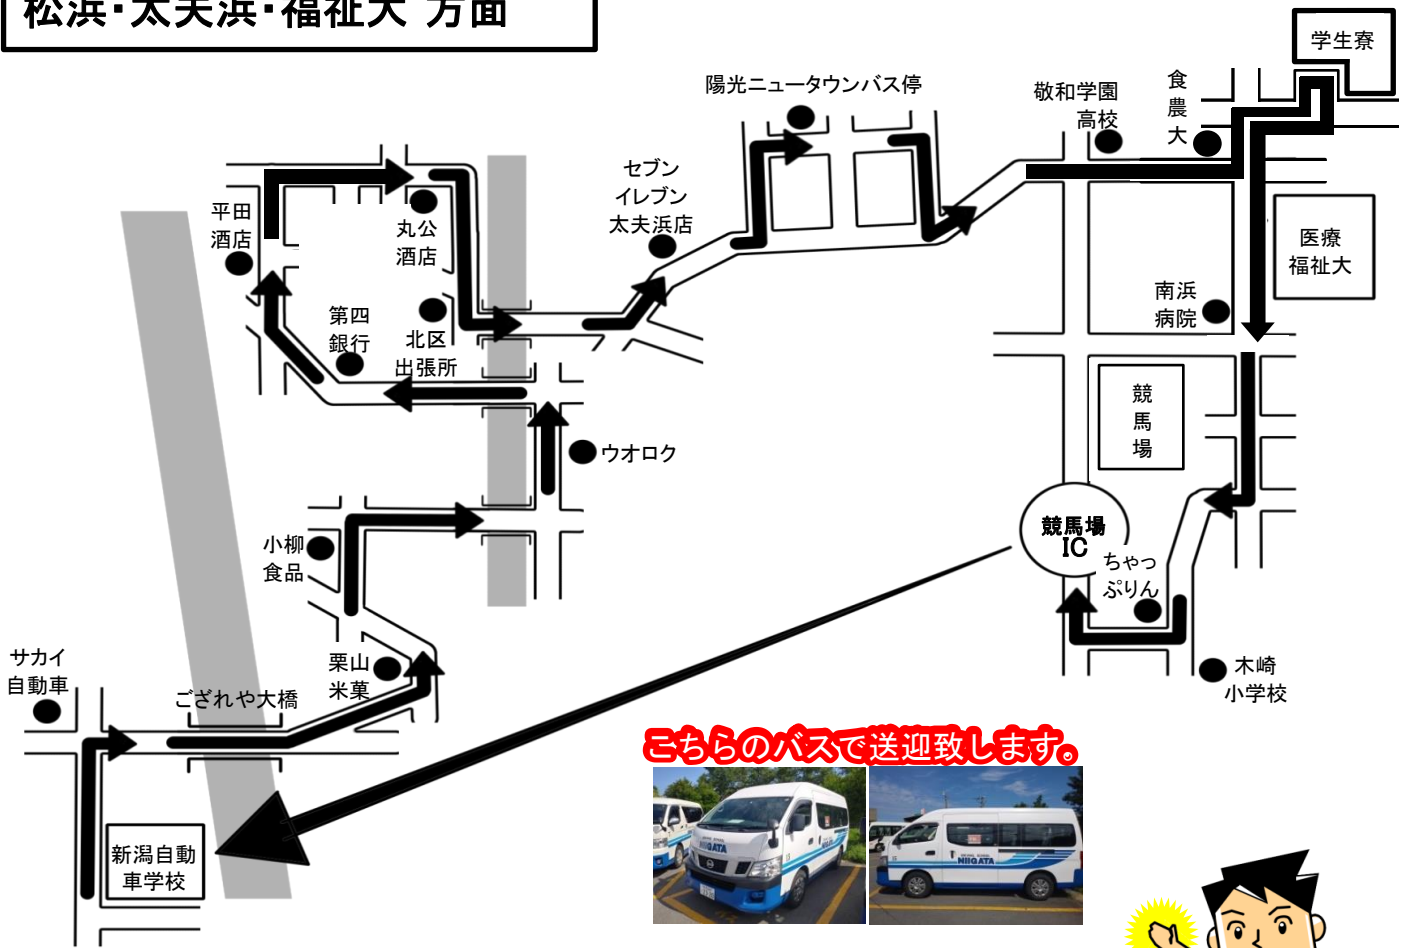 松浜・太夫浜・福祉大 方面
学生寮
陽光ニュータウンバス停
敬和学園
高校
食
農
大
セブン
イレブン
太夫浜店
平田
酒店
丸公
酒店
医療
福祉大
南浜
病院
第四
銀行
北区
出張所
競
馬
場
ウオロク
競馬場
IC
小柳
食品
ちゃっ
ぷりん
サカイ
自動車
栗山
米菓
木崎
小学校
ござれや大橋
こちらのバスで送迎致します。
新潟自動
車学校
NIIGATA
NIIGATA